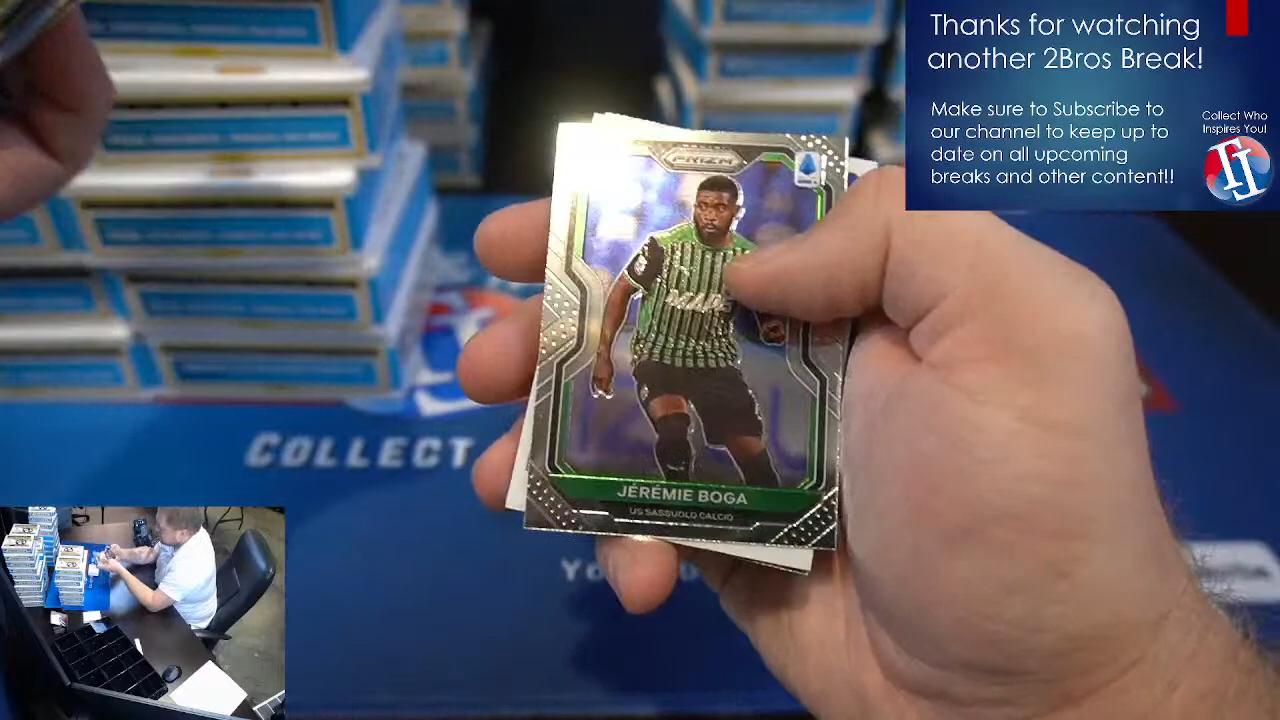 Thanks for watching
another 2Bros Break!
Make sure to Subscribe to
our channel to keep up to
date on all upcoming
breaks and other content!!
Collect Who
Inspires You!
PRIZM
JÉRÉMIE BOGA
US SASSUOLO CALCIO
COLLECT